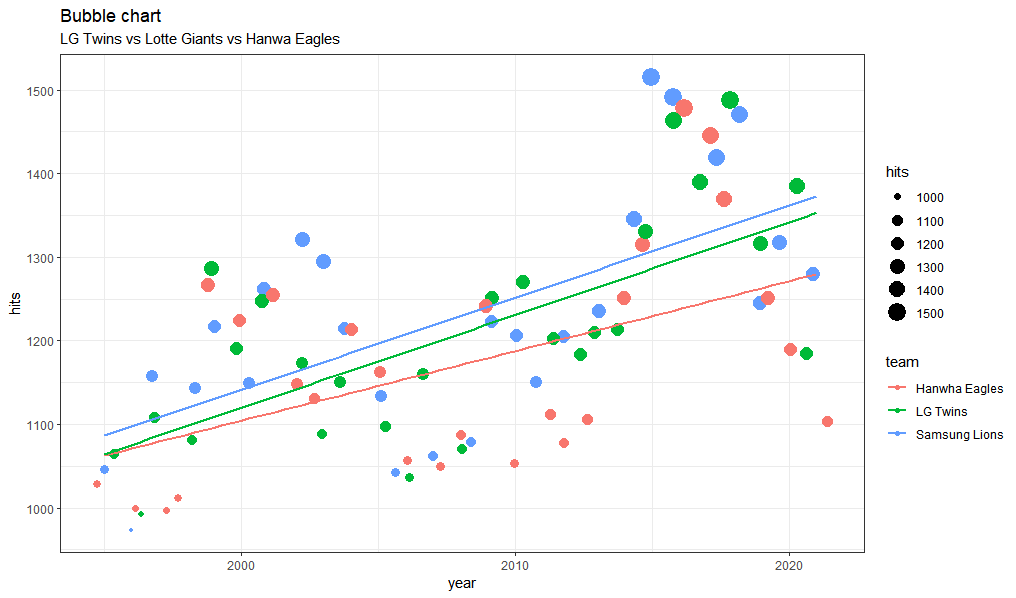 Bubble chart
LG Twins vs Lotte Giants vs Hanwa Eagles
1500
1400
1300
1200
1100
1000
hits
2000
2010
2020
year
hits
1000
1100
1200
1300
1400
1500
team
Hanwha Eagles
LG Twins
Samsung Lions